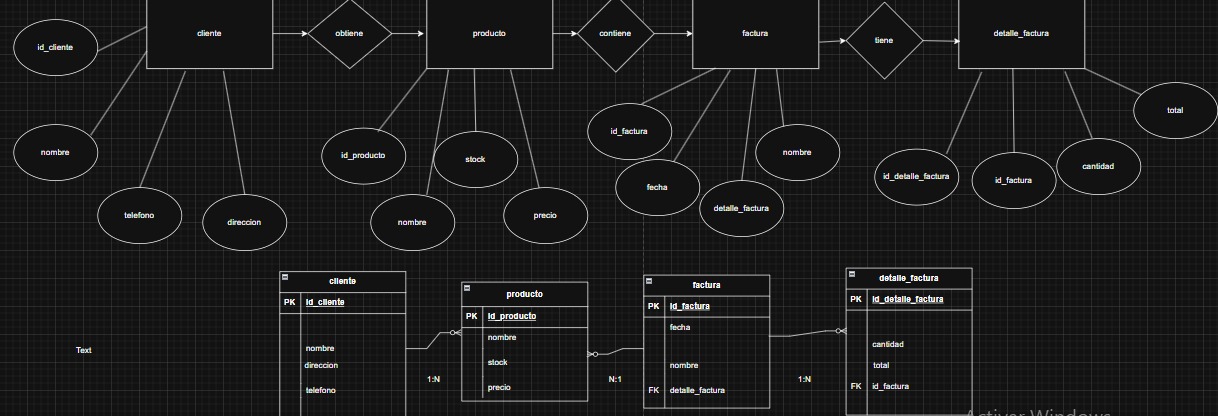 cliente
obtiene
producto
contiene
factura
tiene
detalle_factura
id_cliente
nombre
telefono
direccion
id_producto
stock
nombre
precio
id_factura
fecha
detalle_factura
nombre
id_detalle_factura
id_factura
cantidad
total
cliente
PK id_cliente
nombre
direccion
telefono
producto
PK id_producto
nombre
stock
precio
factura
PK id_factura
fecha
nombre
FK detalle_factura
detalle_factura
PK id_detalle_factura
cantidad
total
FK id_factura
Text
1:N
N:1
1:N
Activar Windows